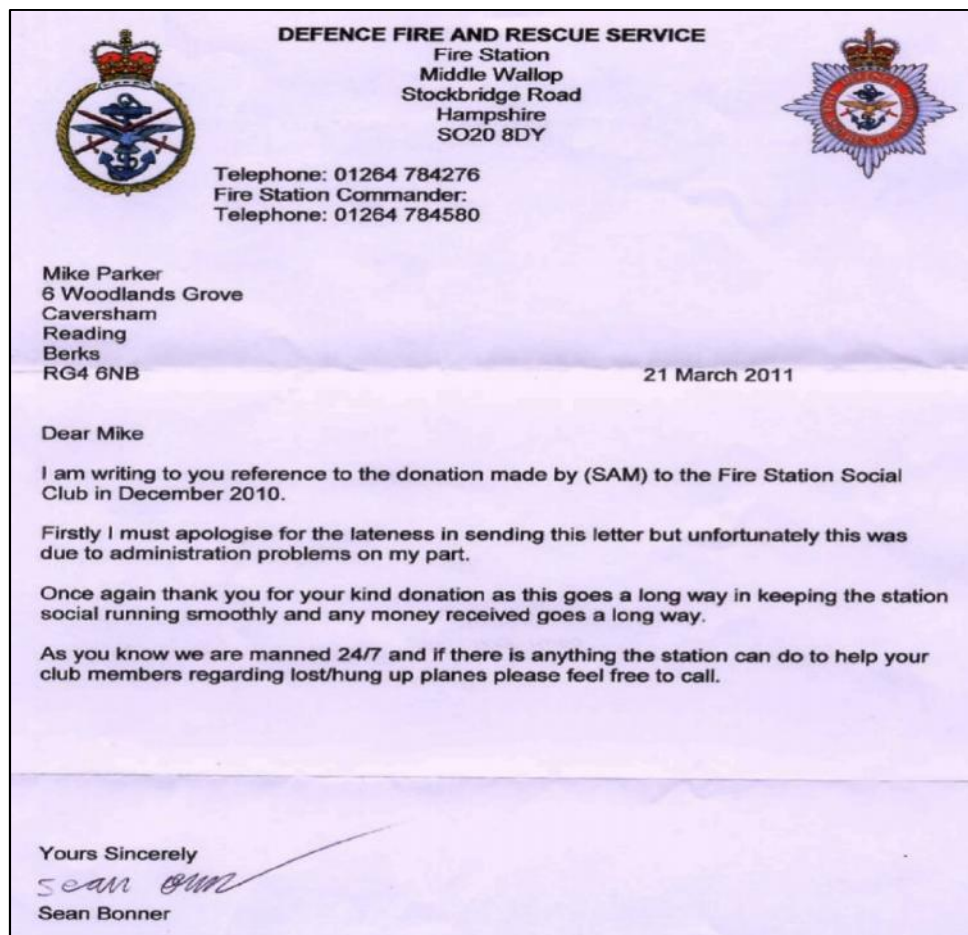 DEFENCE FIRE AND RESCUE SERVICE
Fire Station
Middle Wallop
Stockbridge Road
Hampshire
SO20 8DY
Telephone: 01264 784276
Fire Station Commander:
Telephone: 01264 784580
Mike Parker
6 Woodlands Grove
Caversham
Reading
Berks
RG4 6NB
21 March 2011
Dear Mike
I am writing to you reference to the donation made by (SAM) to the Fire Station Social
Club in December 2010.
Firstly I must apologise for the lateness in sending this letter but unfortunately this was
due to administration problems on my part.
Once again thank you for your kind donation as this goes a long way in keeping the station
social running smoothly and any money received goes a long way.
As you know we are manned 24/7 and if there is anything the station can do to help your
club members regarding lost/hung up planes please feel free to call.
Yours Sincerely
Sean
Sean Bonner